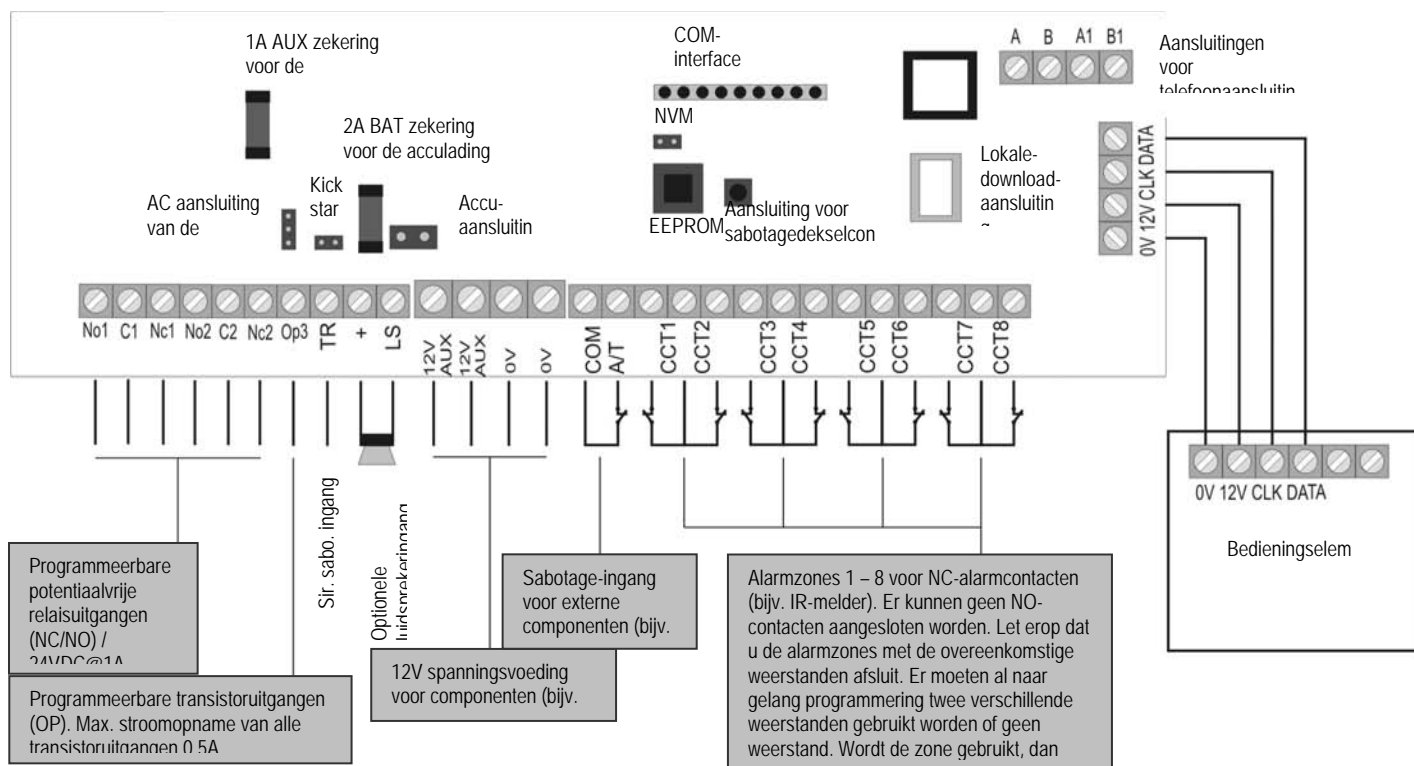 1A AUX zekering
voor de
COM-
interface
A B A1 B1
Aansluitingen
voor
telefoonaansluitin
2A BAT zekering
voor de acculading
NVM
Kick
star
AC aansluiting
van de
Accu-
aansluitin
EEPROM
Aansluiting voor
sabotagedekselcon
Lokale-
download-
aansluitin
0V 12V CLK DATA
No1 C1 Nc1 No2 C2 Nc2 Op3 TR + LS
12V AUX
12V AUX
0V
0V
COM
A/T
CCT1
CCT2
CCT3
CCT4
CCT5
CCT6
CCT7
CCT8
0V 12V CLK DATA
Bedieningselem
Sir. sabo. ingang
Optionele
luidsprekeringang
Programmeerbare
potentiaalvrije
relaisuitgangen
(NC/NO) /
24VDC@1A
Programmeerbare transistoruitgangen
(OP). Max. stroomopname van alle
transistoruitgangen 0,5A
12V spanningsvoeding
voor componenten (bijv.
Sabotage-ingang
voor externe
componenten (bijv.
Alarmzones 1 – 8 voor NC-alarmcontacten
(bijv. IR-melder). Er kunnen geen NO-
contacten aangesloten worden. Let erop dat
u de alarmzones met de overeenkomstige
weerstanden afsluit. Er moeten al naar
gelang programmering twee verschillende
weerstanden gebruikt worden of geen
weerstand. Wordt de zone gebruikt, dan